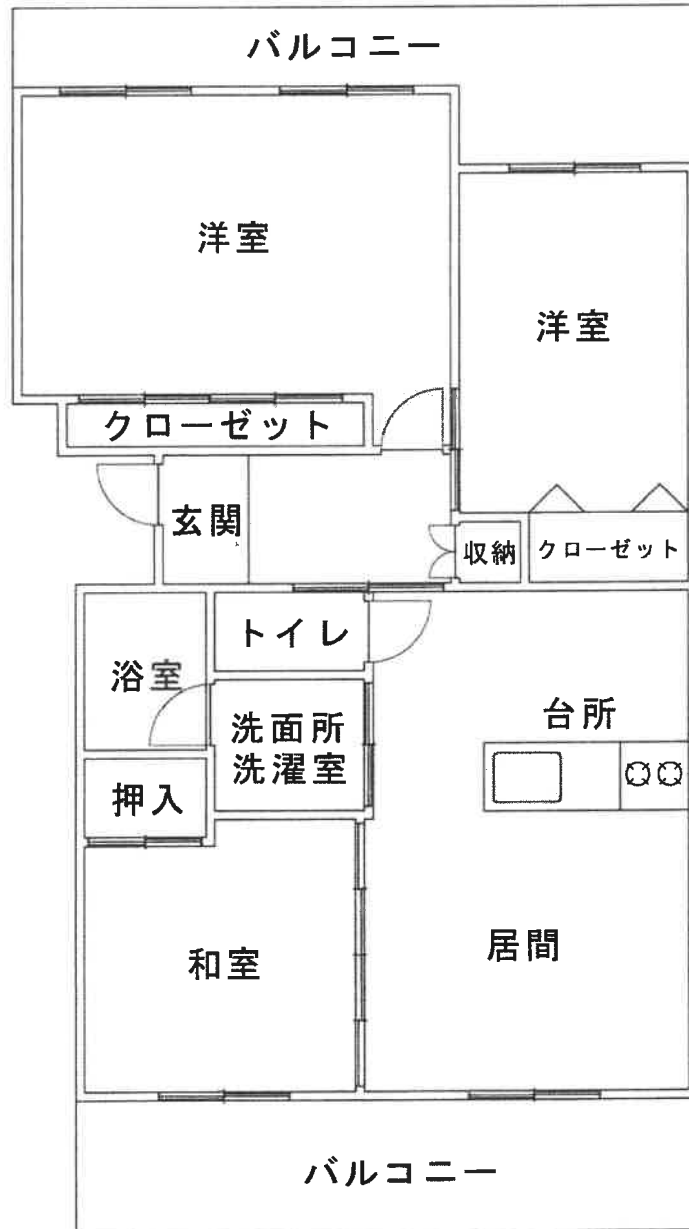 バルコニー
洋室
洋室
クローゼット
玄関
収納
クローゼット
トイレ
浴室
洗面所
洗濯室
台所
押入
和室
居間
バルコニー